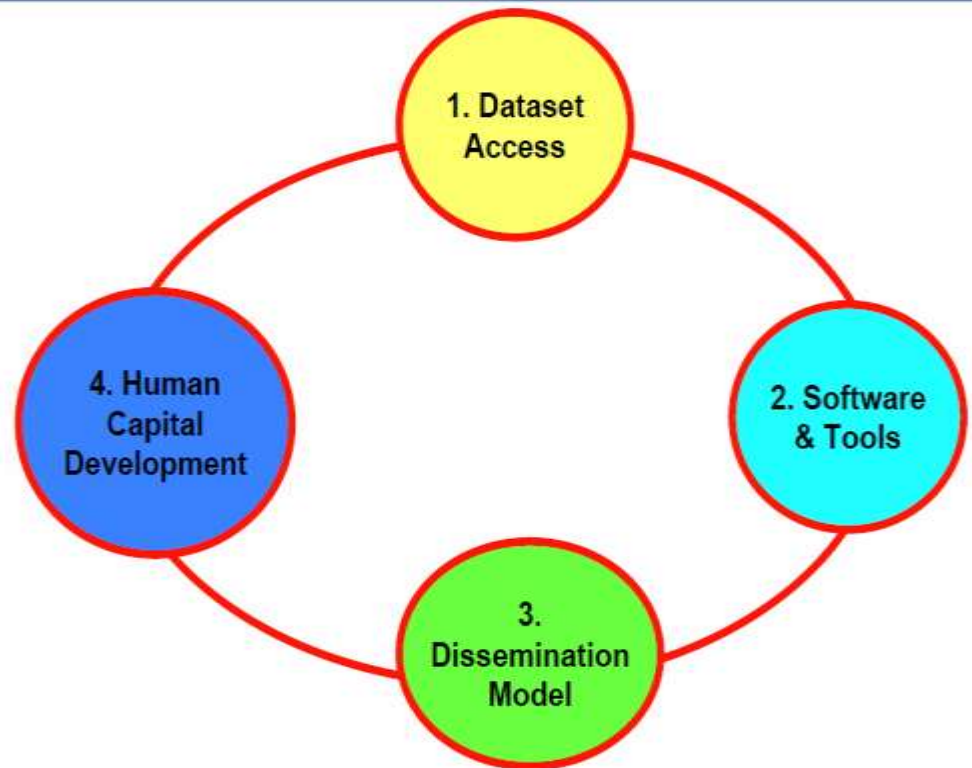 1. Dataset
Access
2. Software
& Tools
3.
Dissemination
Model
4. Human
Capital
Development